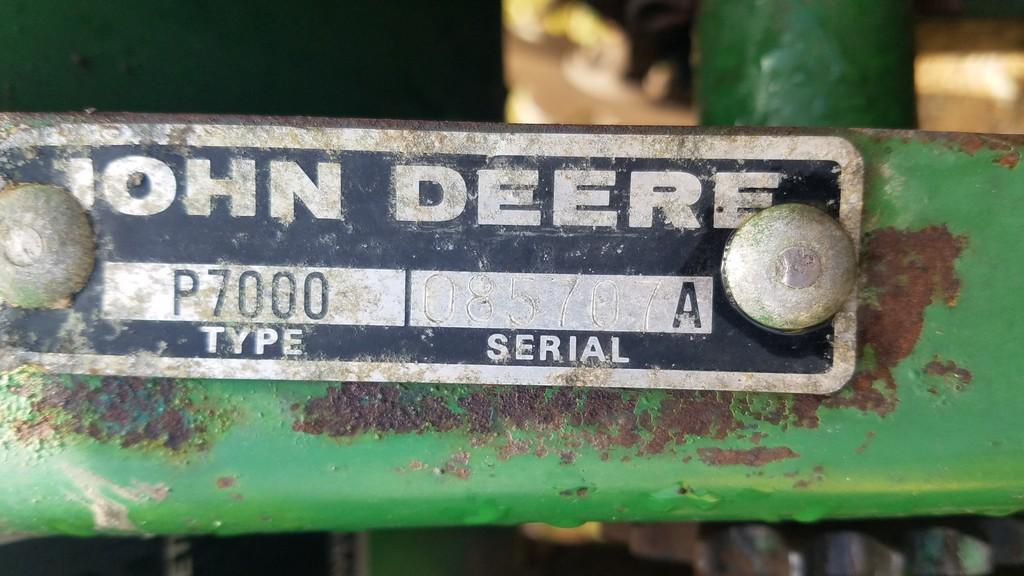 JOHN DEERE
P7000 085707A
TYPE SERIAL